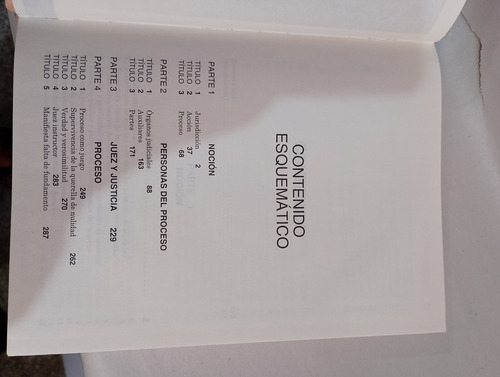 CONTENIDO
ESQUEMÁTICO
PARTE 1 NOCIÓN
TÍTULO 1 Jurisdicción 2
TÍTULO 2 Acción 37
TÍTULO 3 Proceso 68
PARTE 2 PERSONAS DEL PROCESO
TÍTULO 1 Órganos judiciales 88
TÍTULO 2 Auxiliares 163
TÍTULO 3 Partes 171
PARTE 3 JUEZ Y JUSTICIA 229
PARTE 4 PROCESO
TÍTULO 1 Proceso como juego 249
TÍTULO 2 Supervivencia de la querella de nulidad 262
TÍTULO 3 Verdad y verosimilitud 270
TÍTULO 4 Juez instructor 283
TÍTULO 5 Manifiesta falta de fundamento 287